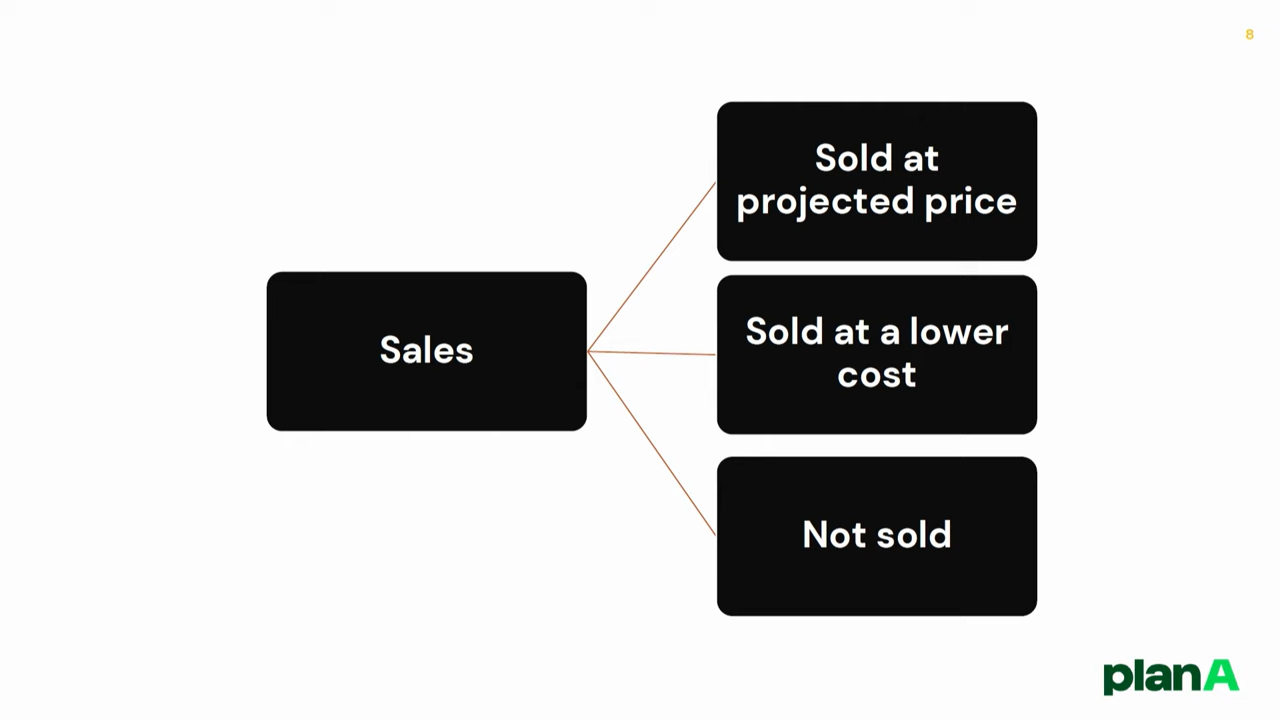 8
Sold at
projected price
Sales
Sold at a lower
cost
Not sold
planA